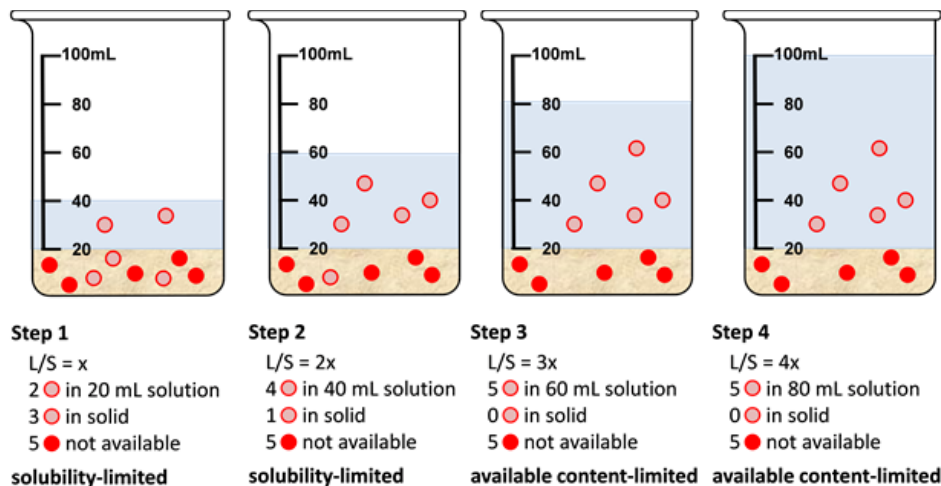 100mL
80
60
40
20
100mL
80
60
40
20
100mL
80
60
40
20
100mL
80
60
40
20
Step 1
L/S = x
2 in 20 mL solution
3 in solid
5 not available
solubility-limited
Step 2
L/S = 2x
4 in 40 mL solution
1 in solid
5 not available
solubility-limited
Step 3
L/S = 3x
5 in 60 mL solution
0 in solid
5 not available
available content-limited
Step 4
L/S = 4x
5 in 80 mL solution
0 in solid
5 not available
available content-limited